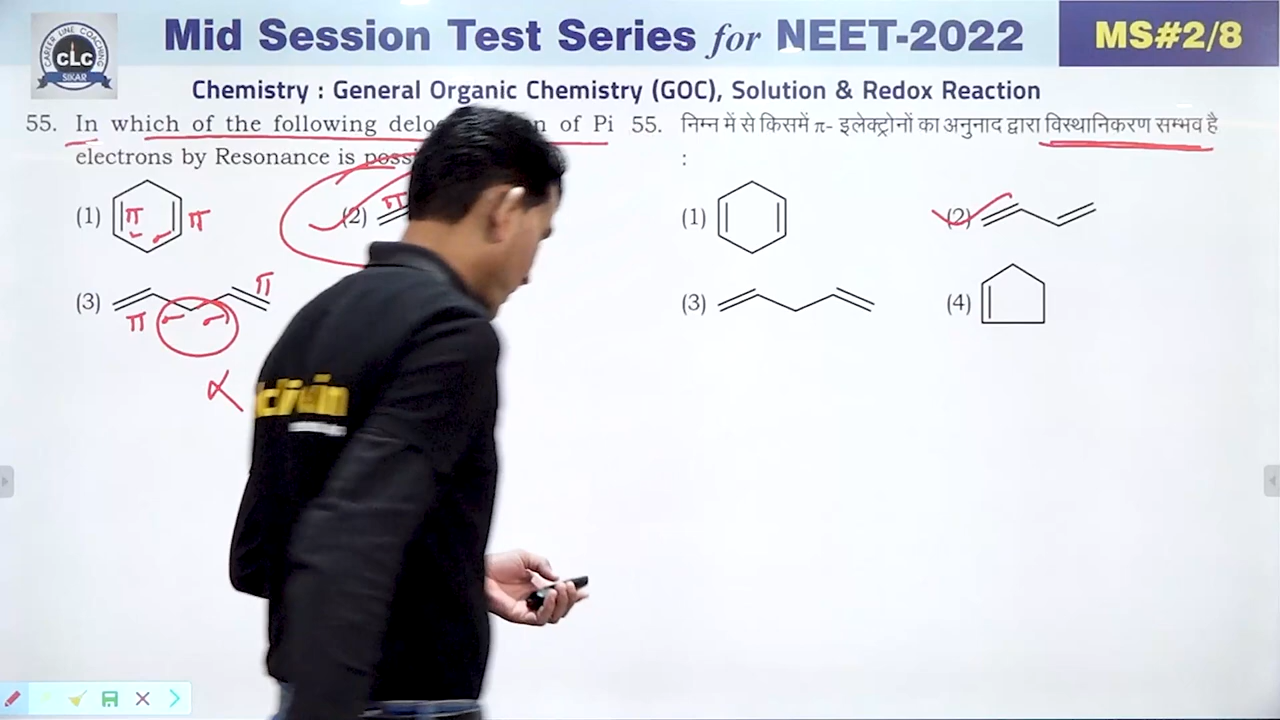 CAREER LINE COACHING
CLC
SIKAR
Mid Session Test Series for NEET-2022
MS#2/8
Chemistry : General Organic Chemistry (GOC), Solution & Redox Reaction
55. In which of the following of Pi
electrons by Resonance is
(1) π π
(2) π
(3) π σ σ π
55. निम्न में से किसमें π- इलेक्ट्रोनों का अनुनाद द्वारा विस्थानिकरण सम्भव है
:
(1)
(2)
(3)
(4)